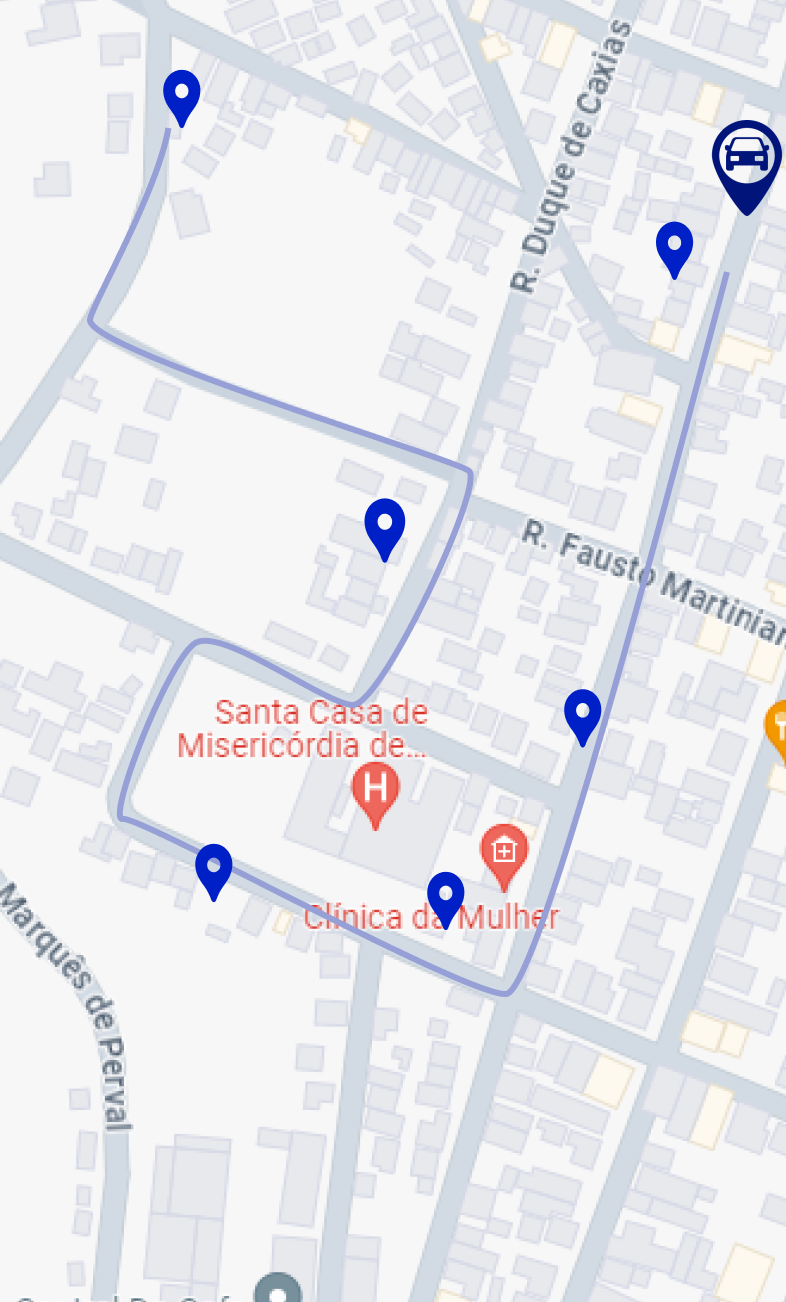 R. Duque de Caxias
R. Fausto Martinian
Santa Casa de
Misericórdia de...
H
Clínica da Mulher
Marquês de Perval